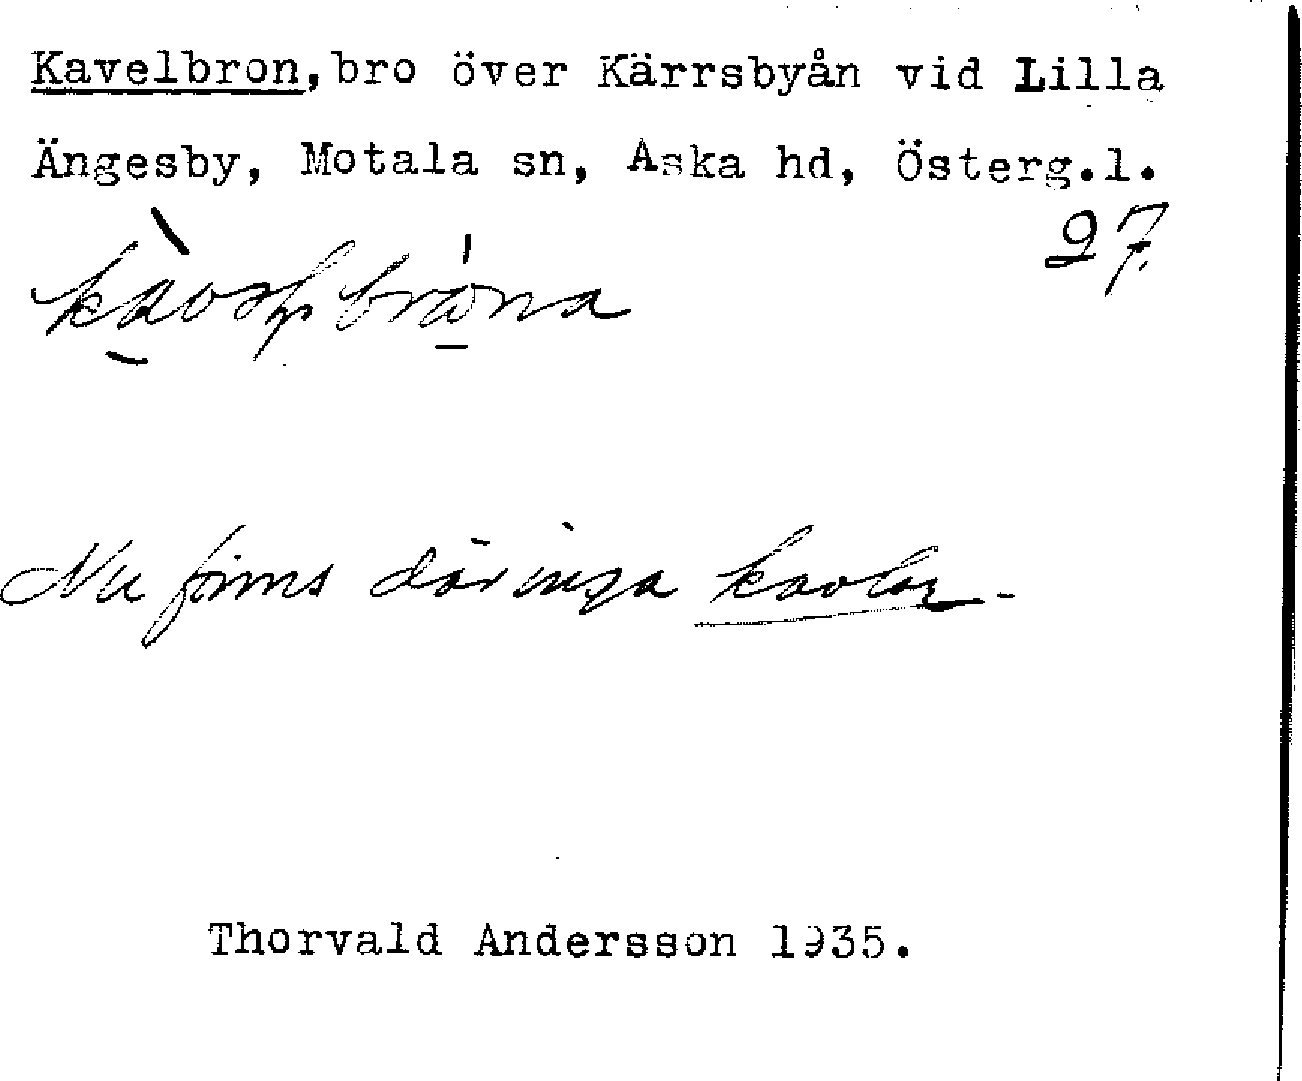 Kavelbron, bro över Kärrsbyån vid Lilla
Ängesby, Motala sn, Aska hd, Österg.l.
27.
Nu finns där inga kavlar.
Thorvald Andersson 1935.